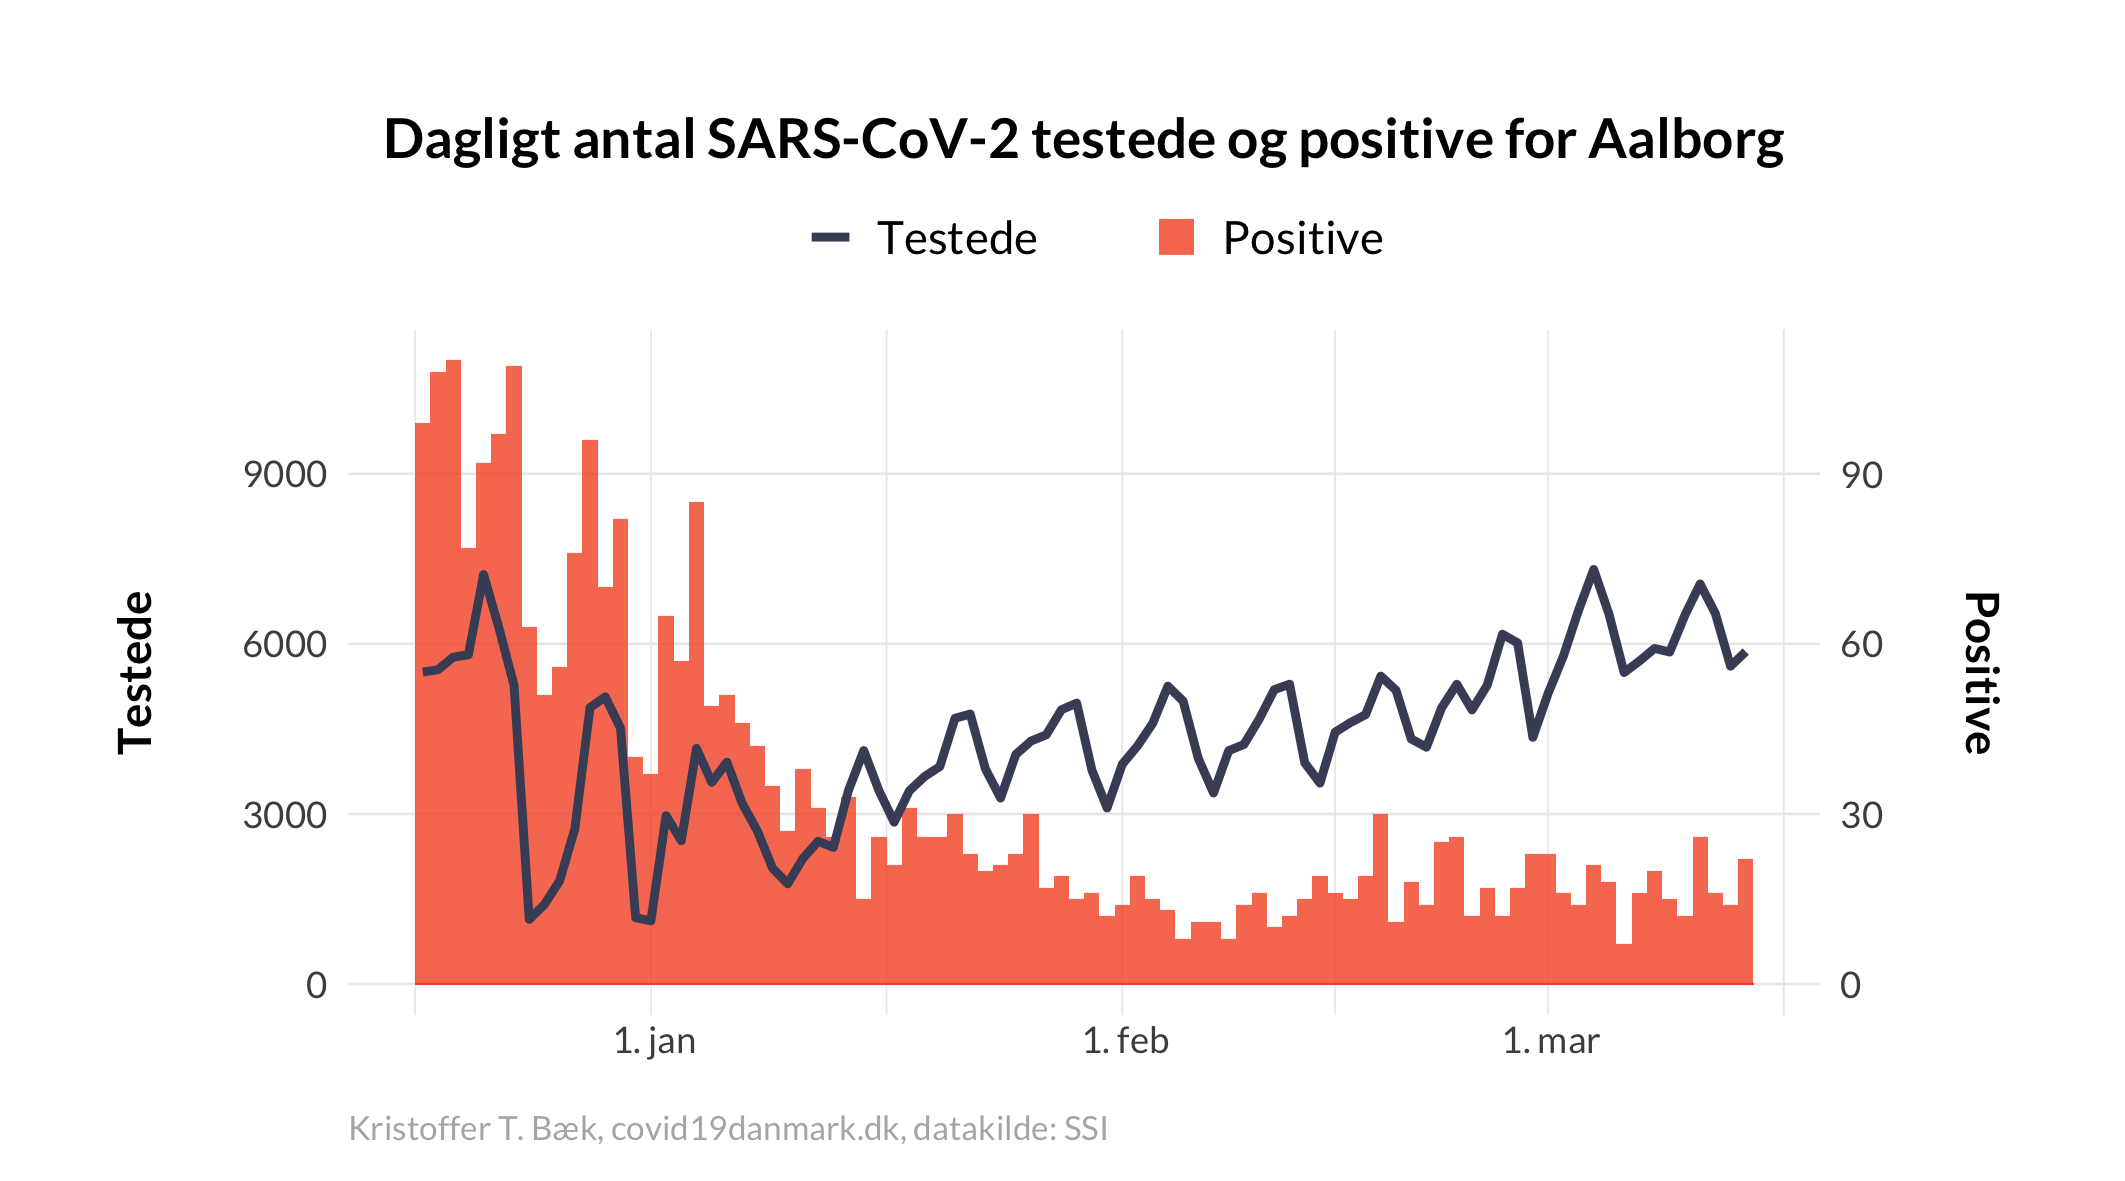 Dagligt antal SARS-CoV-2 testede og positive for Aalborg
Testede
Positive
Testede
9000
6000
3000
0
90
60
30
0
Positive
1. jan
1. feb
1. mar
Kristoffer T. Bæk, covid19danmark.dk, datakilde: SSI